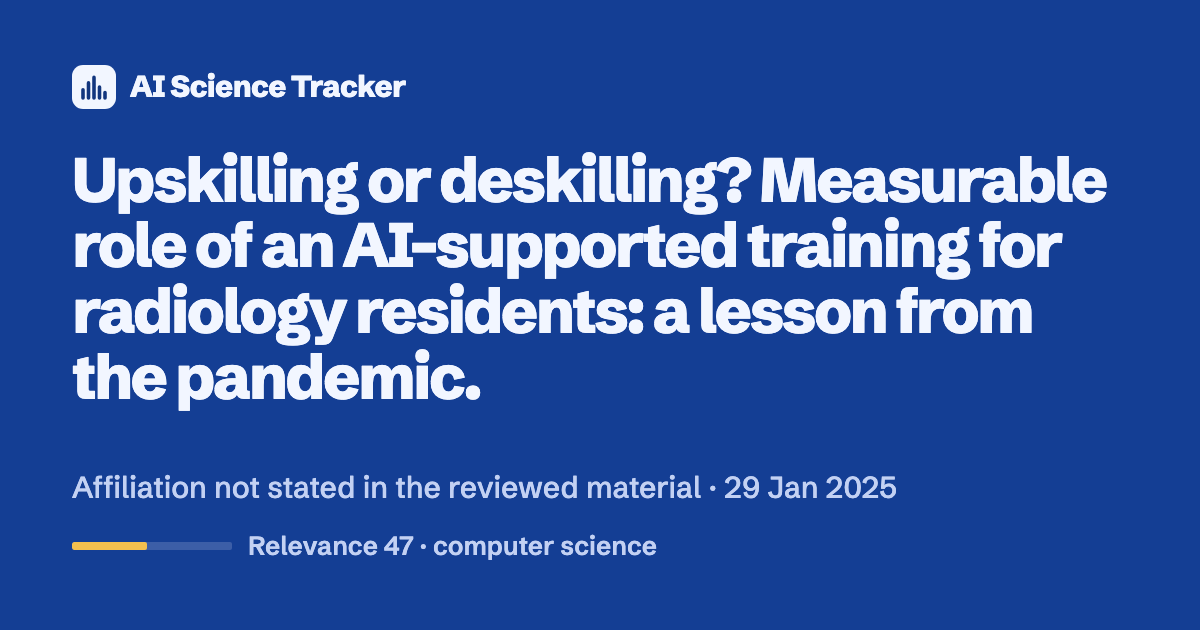 AI Science Tracker
Upskilling or deskilling? Measurable
role of an AI-supported training for
radiology residents: a lesson from
the pandemic.
Affiliation not stated in the reviewed material · 29 Jan 2025
Relevance 47 · computer science